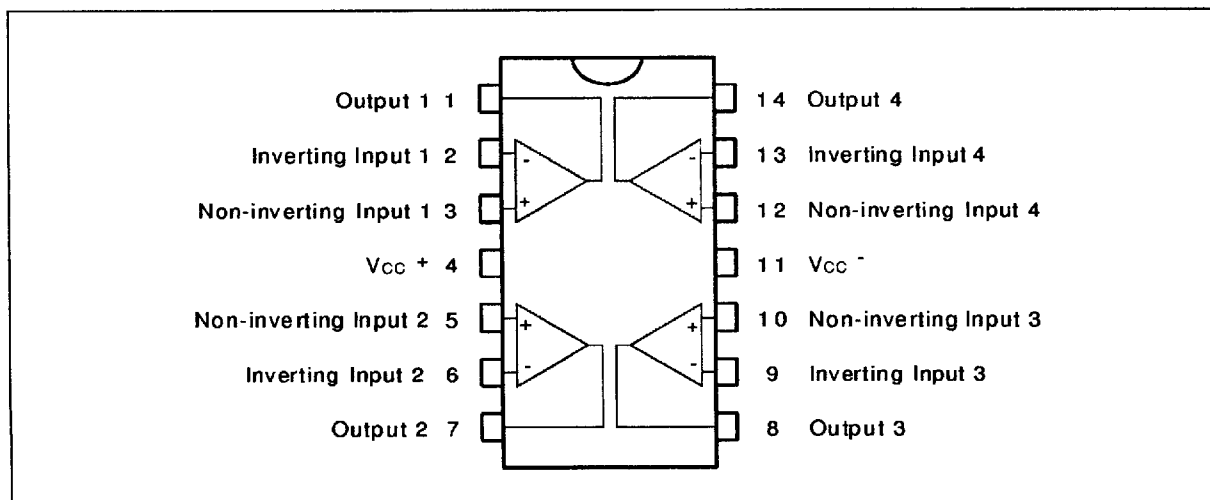 Output 1 1
Inverting Input 1 2
Non-inverting Input 1 3
Vcc + 4
Non-inverting Input 2 5
Inverting Input 2 6
Output 2 7
14 Output 4
13 Inverting Input 4
12 Non-inverting Input 4
11 Vcc -
10 Non-inverting Input 3
9 Inverting Input 3
8 Output 3
-
+
-
+
+
-
+
-